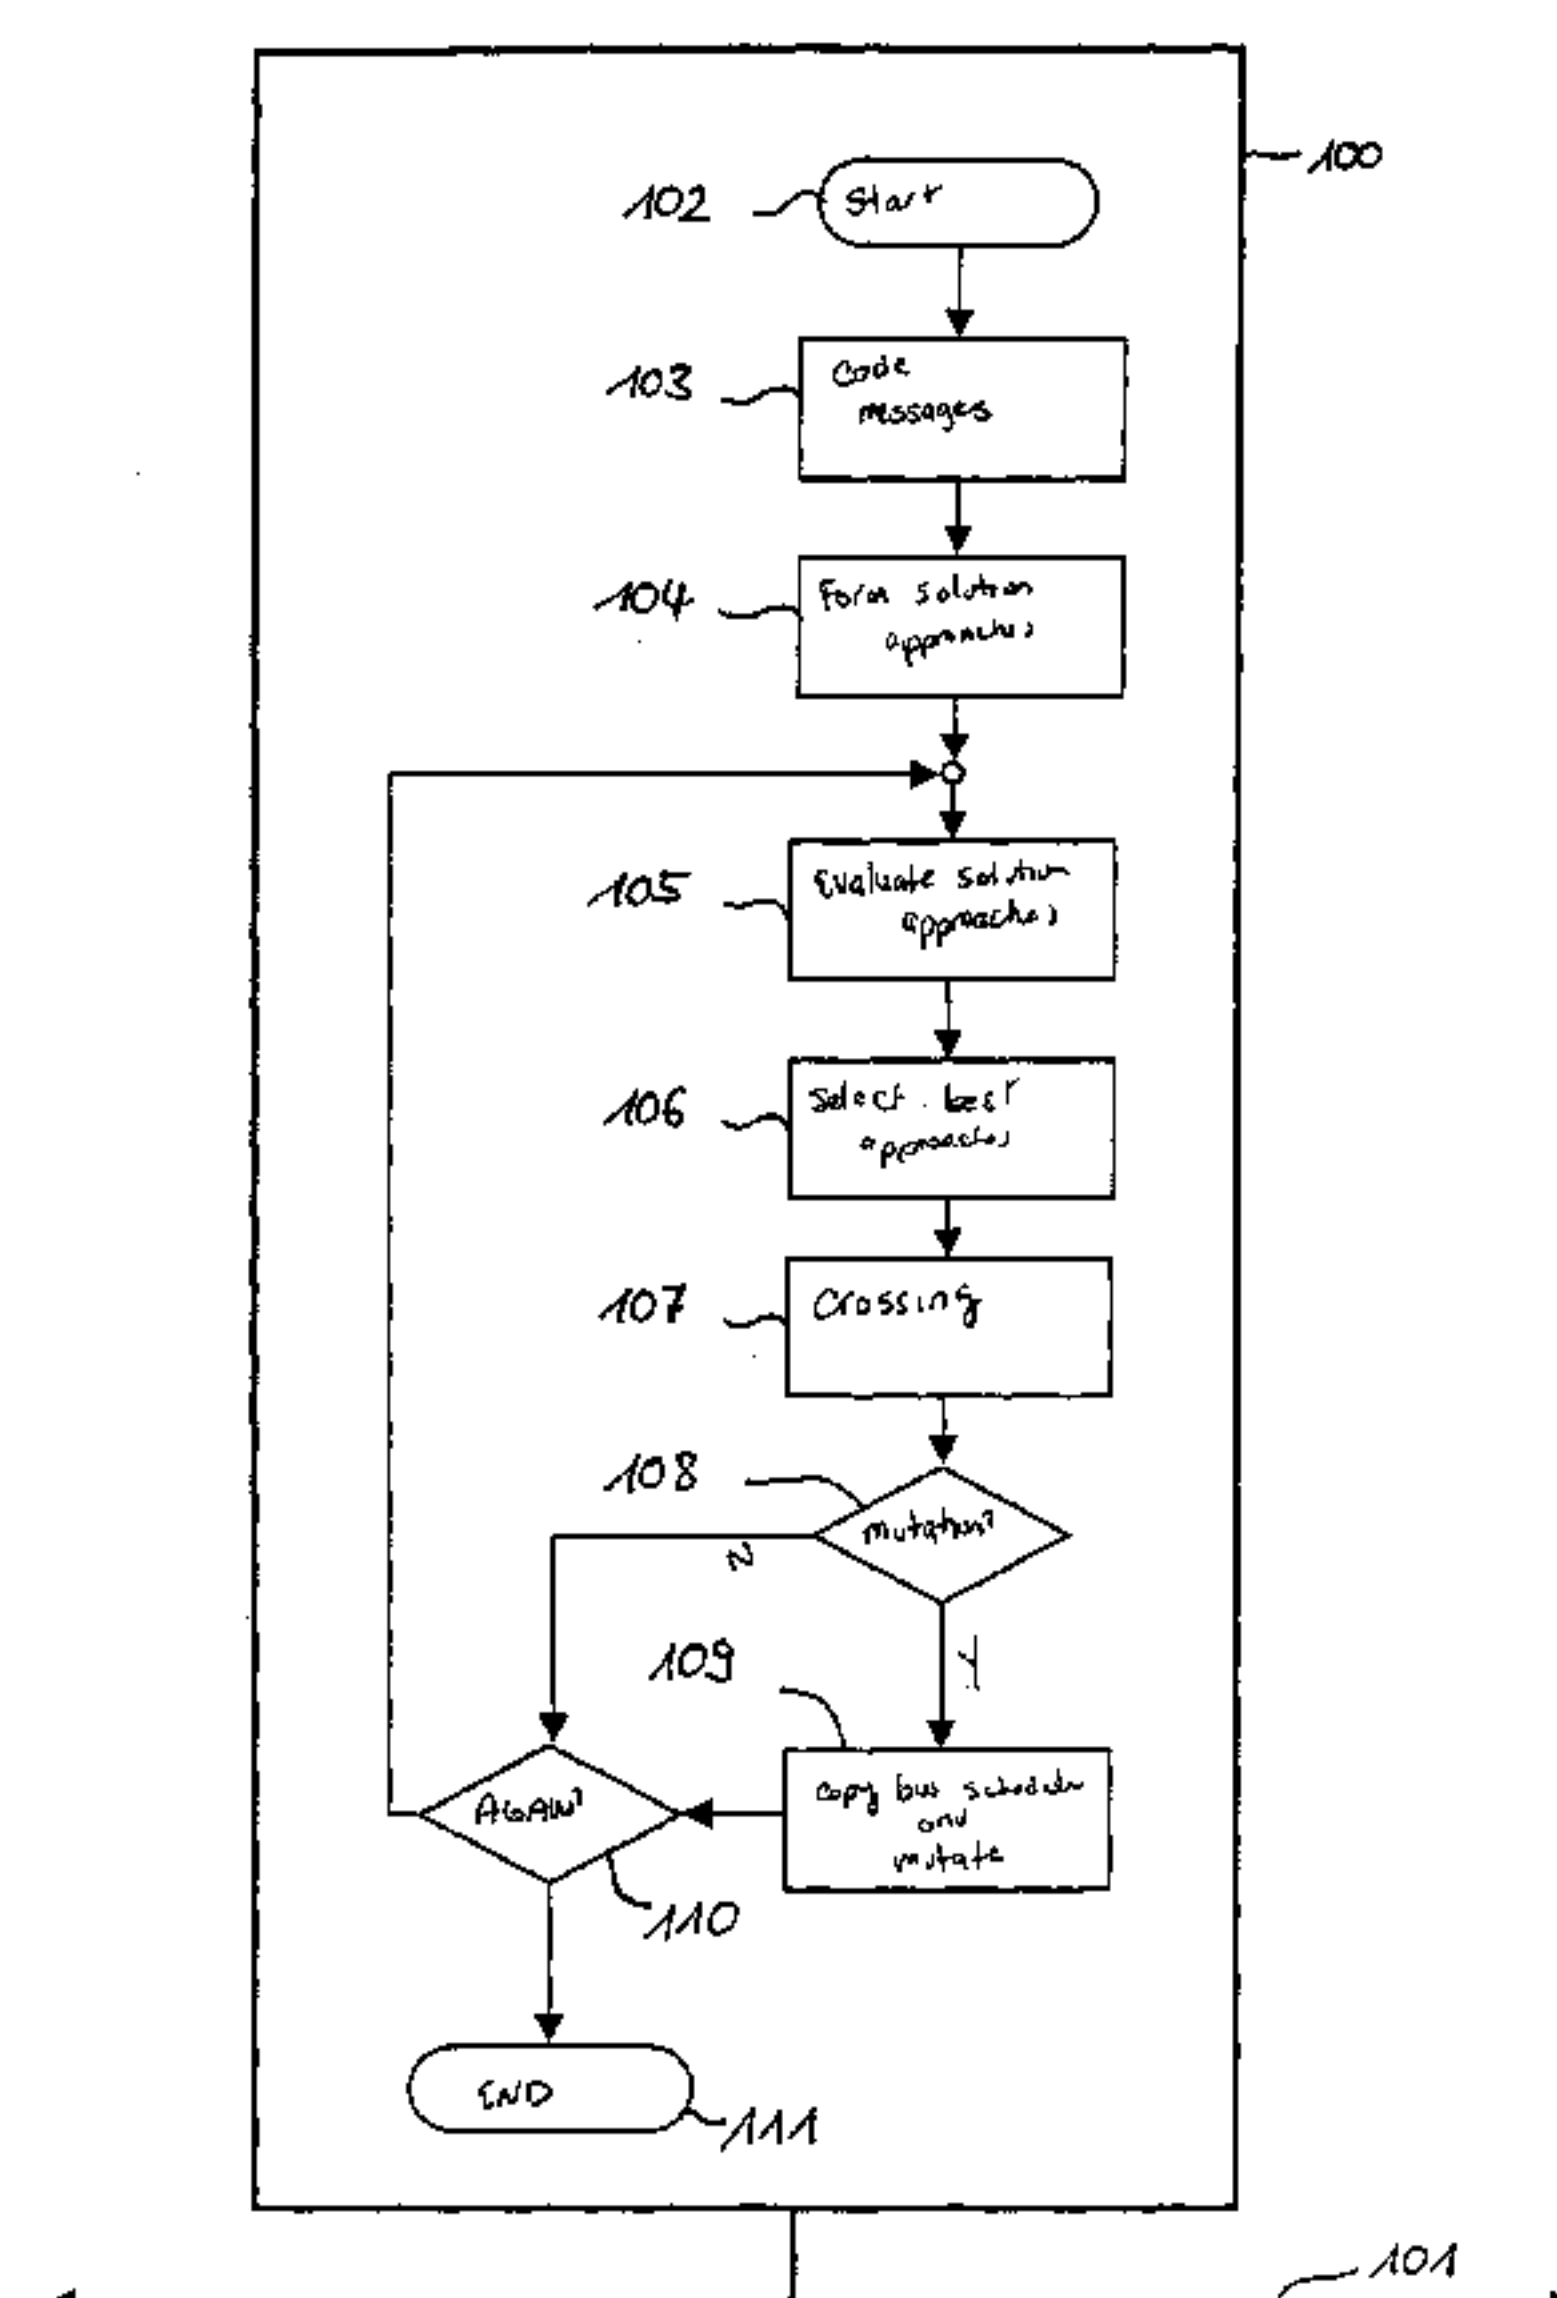 100
102
Start
103
Code
messages
104
Form solution
approaches
105
Evaluate solution
approaches
106
Select best
approaches
107
Crossing
108
mutation?
N
109
Y
AGAIN?
copy bus schedule
and
mutate
110
END
111
101